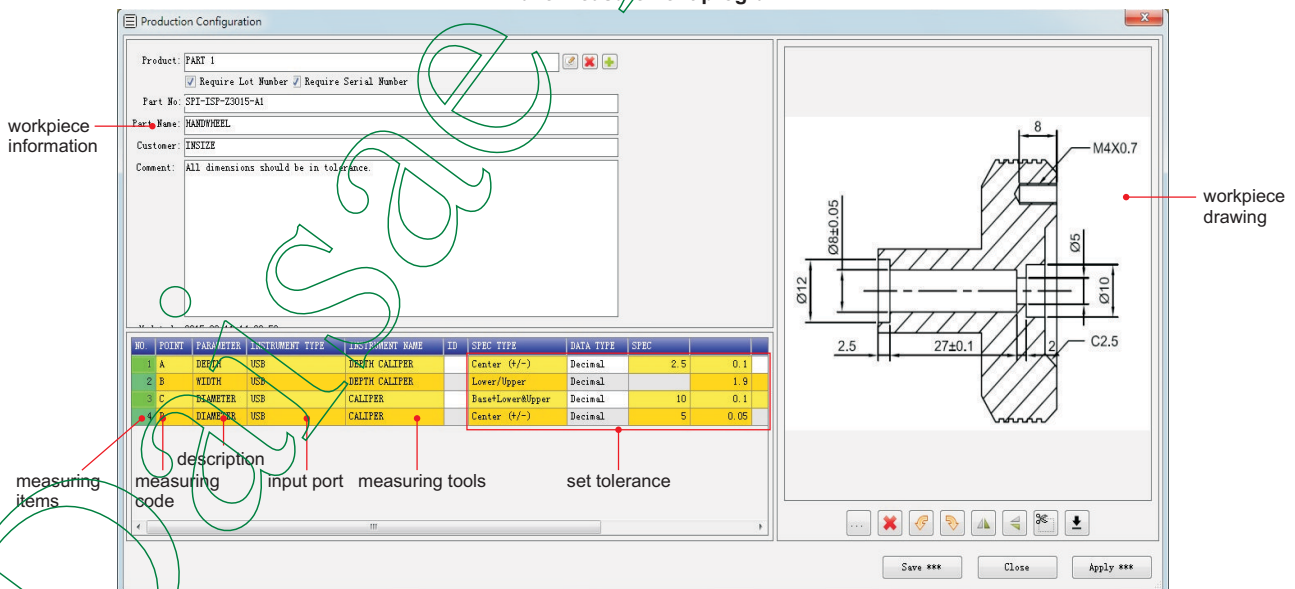 Production Configuration
Product: PART 1
Require Lot Number Require Serial Number
Part No: SPI-ISP-Z3015-A1
Part Name: HANDWHEEL
Customer: INSIZE
Comment: All dimensions should be in tolerance.
workpiece
information
NO. POINT PARAMETER INSTRUMENT TYPE INSTRUMENT NAME ID SPEC TYPE DATA TYPE SPEC
1 A DEPTH USB DEPTH CALIPER Center (+/-) Decimal 2.5 0.1
2 B WIDTH USB DEPTH CALIPER Lower/Upper Decimal 1.9
3 C DIAMETER USB CALIPER Base+Lower&Upper Decimal 10 0.1
4 D DIAMETER USB CALIPER Center (+/-) Decimal 5 0.05
measuring
items
measuring
code
description
input port
measuring tools
set tolerance
8
M4X0.7
Ø8±0.05
Ø12
Ø5
Ø10
2.5
27±0.1
2
C2.5
workpiece
drawing
...
Save ***
Close
Apply ***